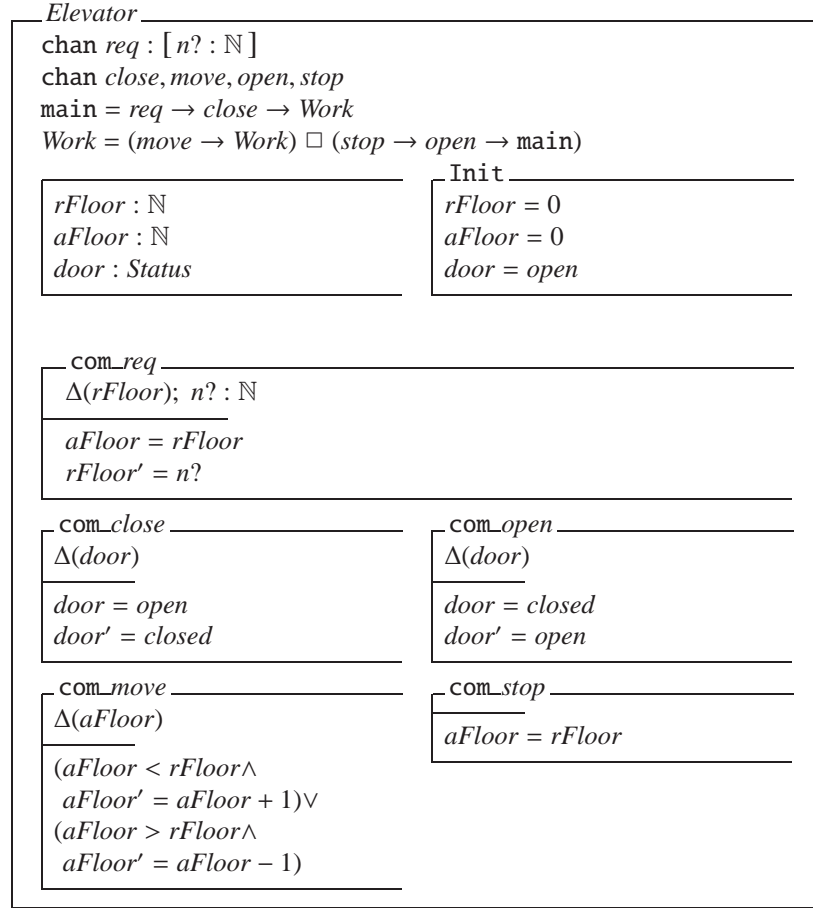 Elevator
chan req : [ n? : ℕ ]
chan close, move, open, stop
main = req → close → Work
Work = (move → Work) □ (stop → open → main)
rFloor : ℕ
aFloor : ℕ
door : Status
Init
rFloor = 0
aFloor = 0
door = open
com_req
Δ(rFloor); n? : ℕ
aFloor = rFloor
rFloor′ = n?
com_close
Δ(door)
door = open
door′ = closed
com_open
Δ(door)
door = closed
door′ = open
com_move
Δ(aFloor)
(aFloor < rFloor∧
aFloor′ = aFloor + 1)∨
(aFloor > rFloor∧
aFloor′ = aFloor − 1)
com_stop
aFloor = rFloor